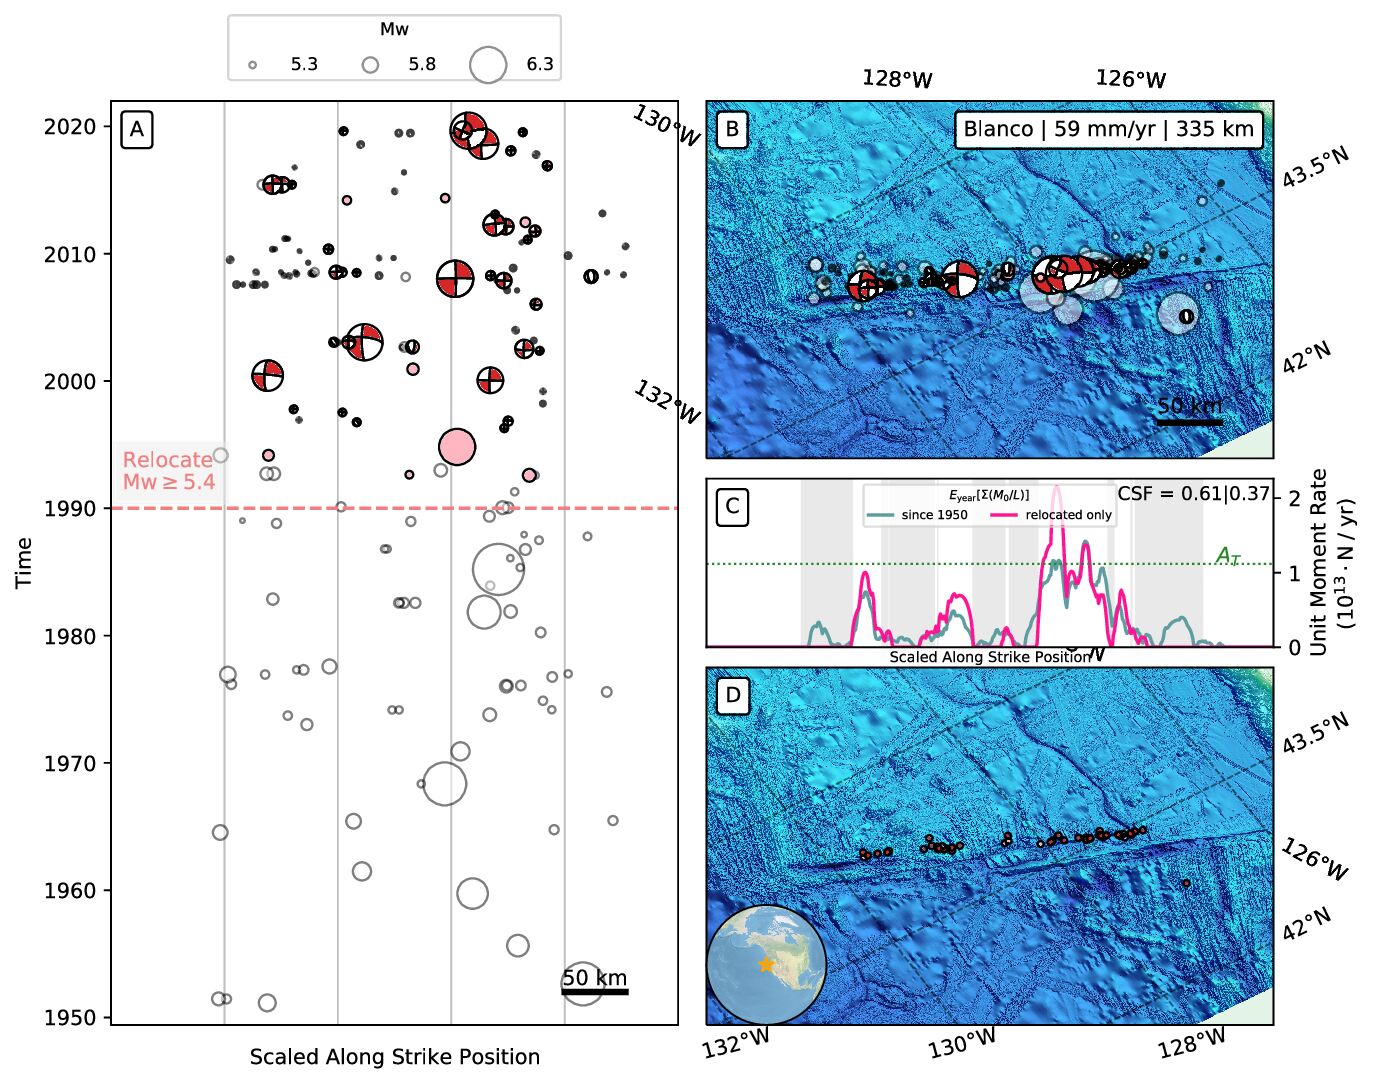 Mw
5.3
5.8
6.3
128°W
126°W
A
2020
2010
2000
1990
1980
1970
1960
1950
Time
Relocate
Mw ≥ 5.4
50 km
Scaled Along Strike Position
130°W
132°W
B
Blanco | 59 mm/yr | 335 km
43.5°N
42°N
50 km
C
E_year[Σ(M_0/L)]
since 1950
relocated only
CSF = 0.61|0.37
A_T
2
1
0
Unit Moment Rate
(10^13 · N / yr)
Scaled Along Strike Position
D
43.5°N
126°W
42°N
132°W
130°W
128°W